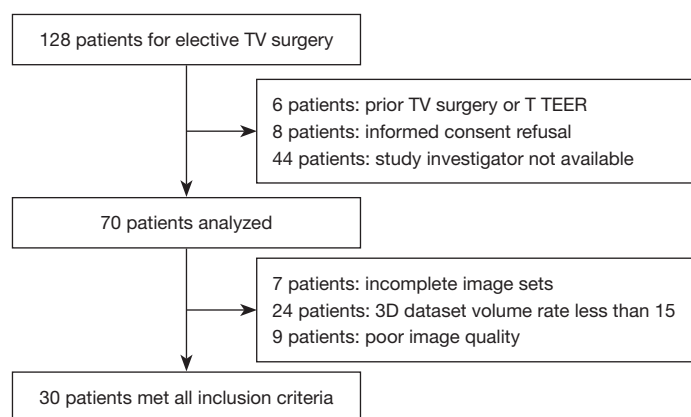 128 patients for elective TV surgery
6 patients: prior TV surgery or T TEER
8 patients: informed consent refusal
44 patients: study investigator not available
70 patients analyzed
7 patients: incomplete image sets
24 patients: 3D dataset volume rate less than 15
9 patients: poor image quality
30 patients met all inclusion criteria